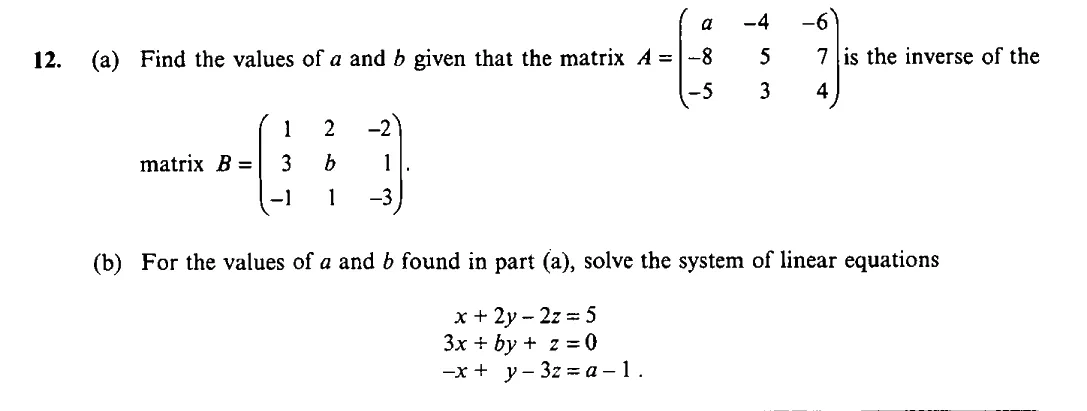 12. (a) Find the values of a and b given that the matrix A = (a −4 −6; −8 5 7; −5 3 4) is the inverse of the
matrix B = (1 2 −2; 3 b 1; −1 1 −3).
(b) For the values of a and b found in part (a), solve the system of linear equations
x + 2y − 2z = 5
3x + by + z = 0
−x + y − 3z = a − 1 .